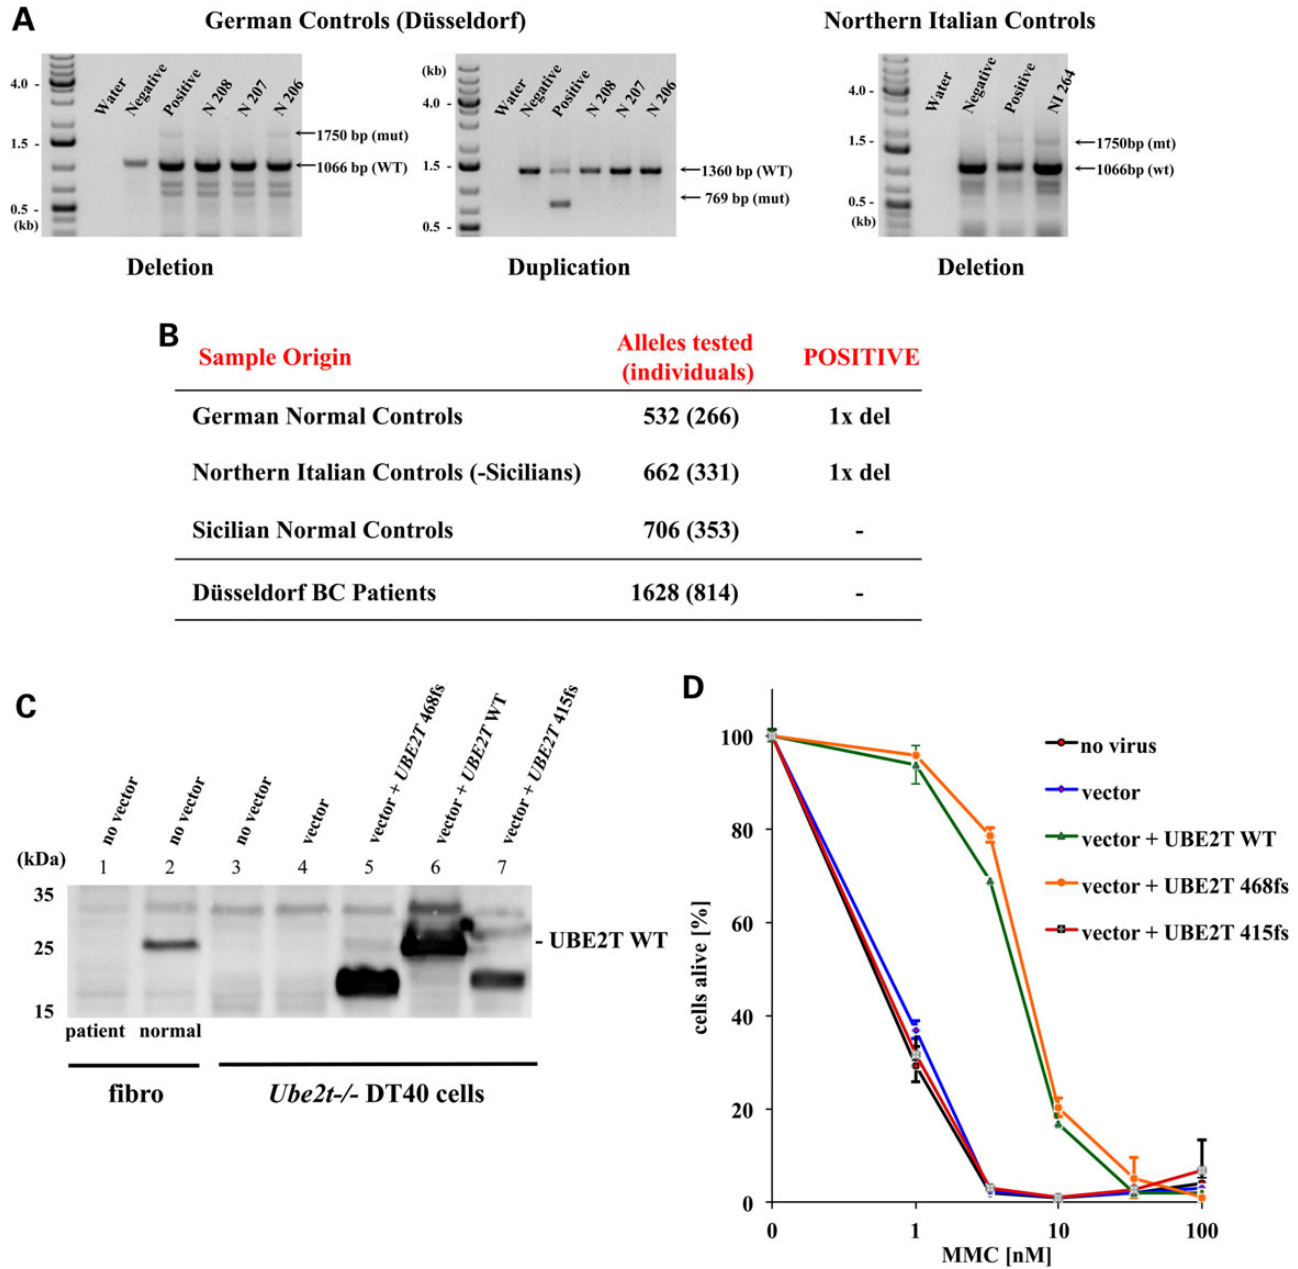 A
German Controls (Düsseldorf)
Northern Italian Controls
4.0 -
1.5 -
0.5 -
(kb)
Water
Negative
Positive
N 208
N 207
N 206
←1750 bp (mut)
←1066 bp (WT)
Deletion
(kb)
4.0 -
1.5 -
0.5 -
Water
Negative
Positive
N 208
N 207
N 206
←1360 bp (WT)
←769 bp (mut)
Duplication
4.0 -
1.5 -
0.5 -
(kb)
Water
Negative
Positive
NI 264
←1750bp (mt)
←1066bp (wt)
Deletion
B
Sample Origin Alleles tested (individuals) POSITIVE
German Normal Controls 532 (266) 1x del
Northern Italian Controls (-Sicilians) 662 (331) 1x del
Sicilian Normal Controls 706 (353) -
Düsseldorf BC Patients 1628 (814) -
C
no vector
no vector
no vector
vector
vector + UBE2T 468fs
vector + UBE2T WT
vector + UBE2T 415fs
(kDa) 1 2 3 4 5 6 7
35
25
15
- UBE2T WT
patient normal
fibro
Ube2t-/- DT40 cells
D
cells alive [%]
100
80
60
40
20
0
0 1 10 100
MMC [nM]
no virus
vector
vector + UBE2T WT
vector + UBE2T 468fs
vector + UBE2T 415fs